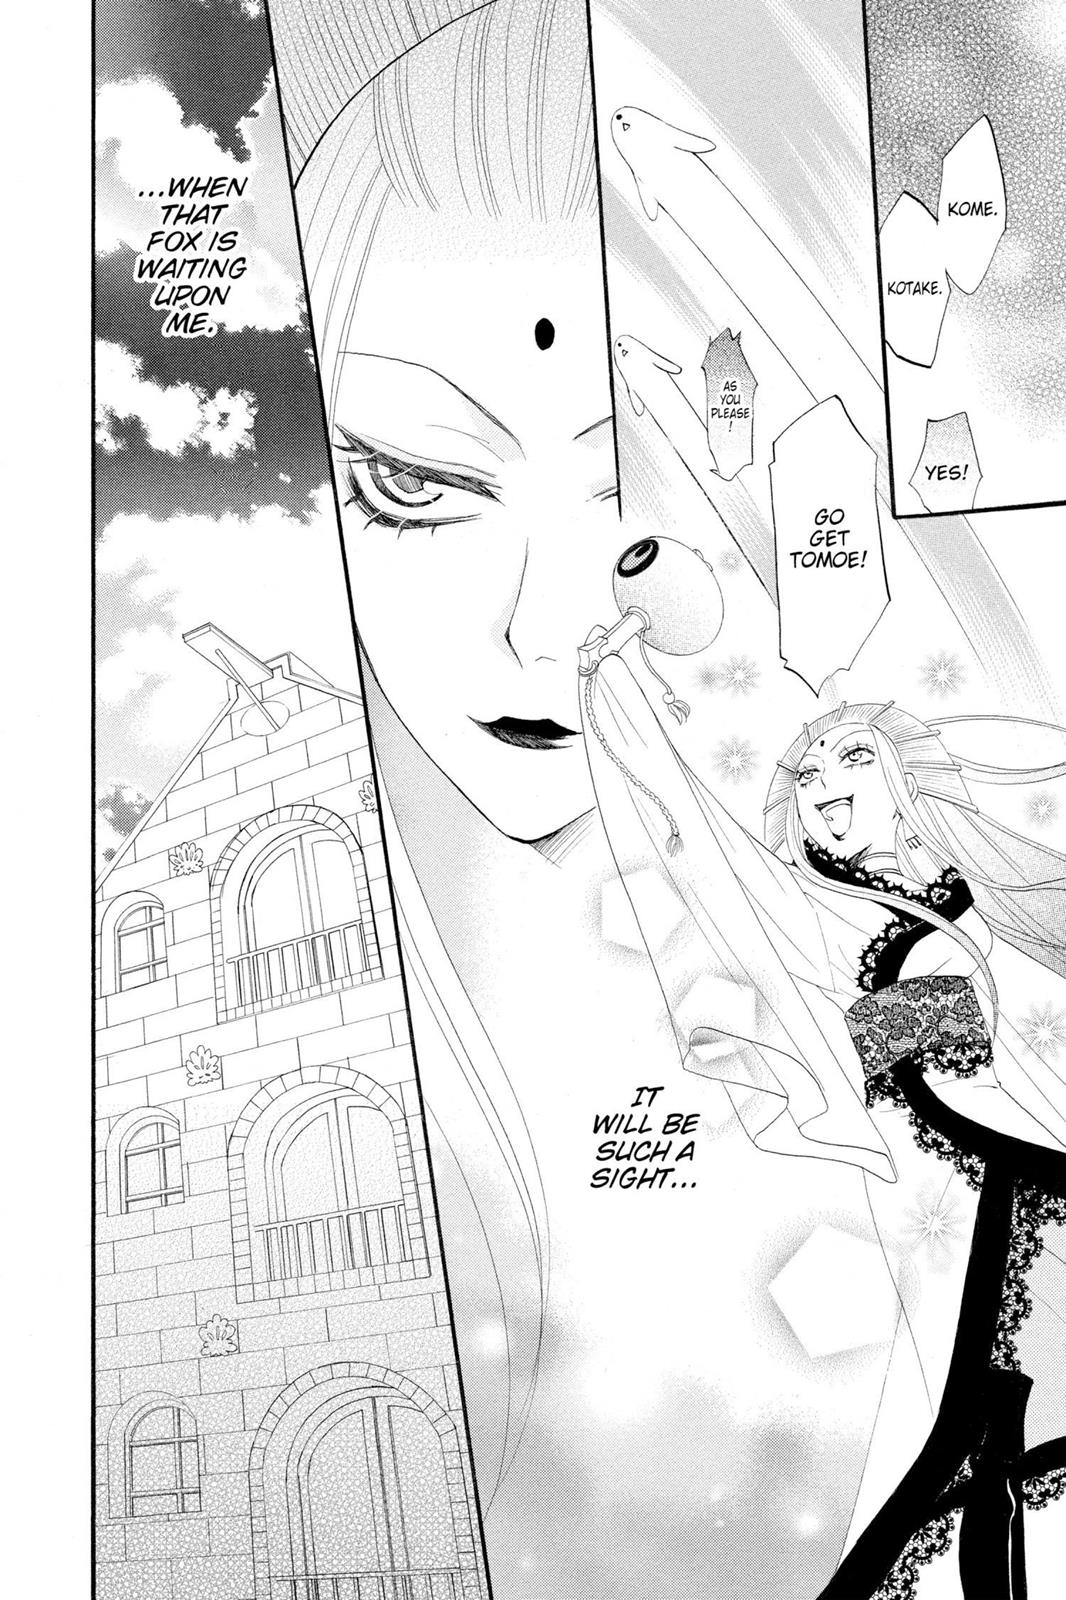 KOME.
KOTAKE.
YES!
AS
YOU
PLEASE
!
GO
GET
TOMOE!
IT
WILL BE
SUCH A
SIGHT...
...WHEN
THAT
FOX IS
WAITING
UPON
ME.